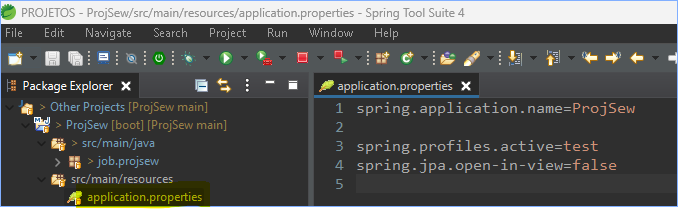 PROJETOS - ProjSew/src/main/resources/application.properties - Spring Tool Suite 4
File Edit Navigate Search Project Run Window Help
Package Explorer
> Other Projects [ProjSew main]
> ProjSew [boot] [ProjSew main]
> src/main/java
> job.projsew
src/main/resources
application.properties
application.properties
1 spring.application.name=ProjSew
2
3 spring.profiles.active=test
4 spring.jpa.open-in-view=false
5